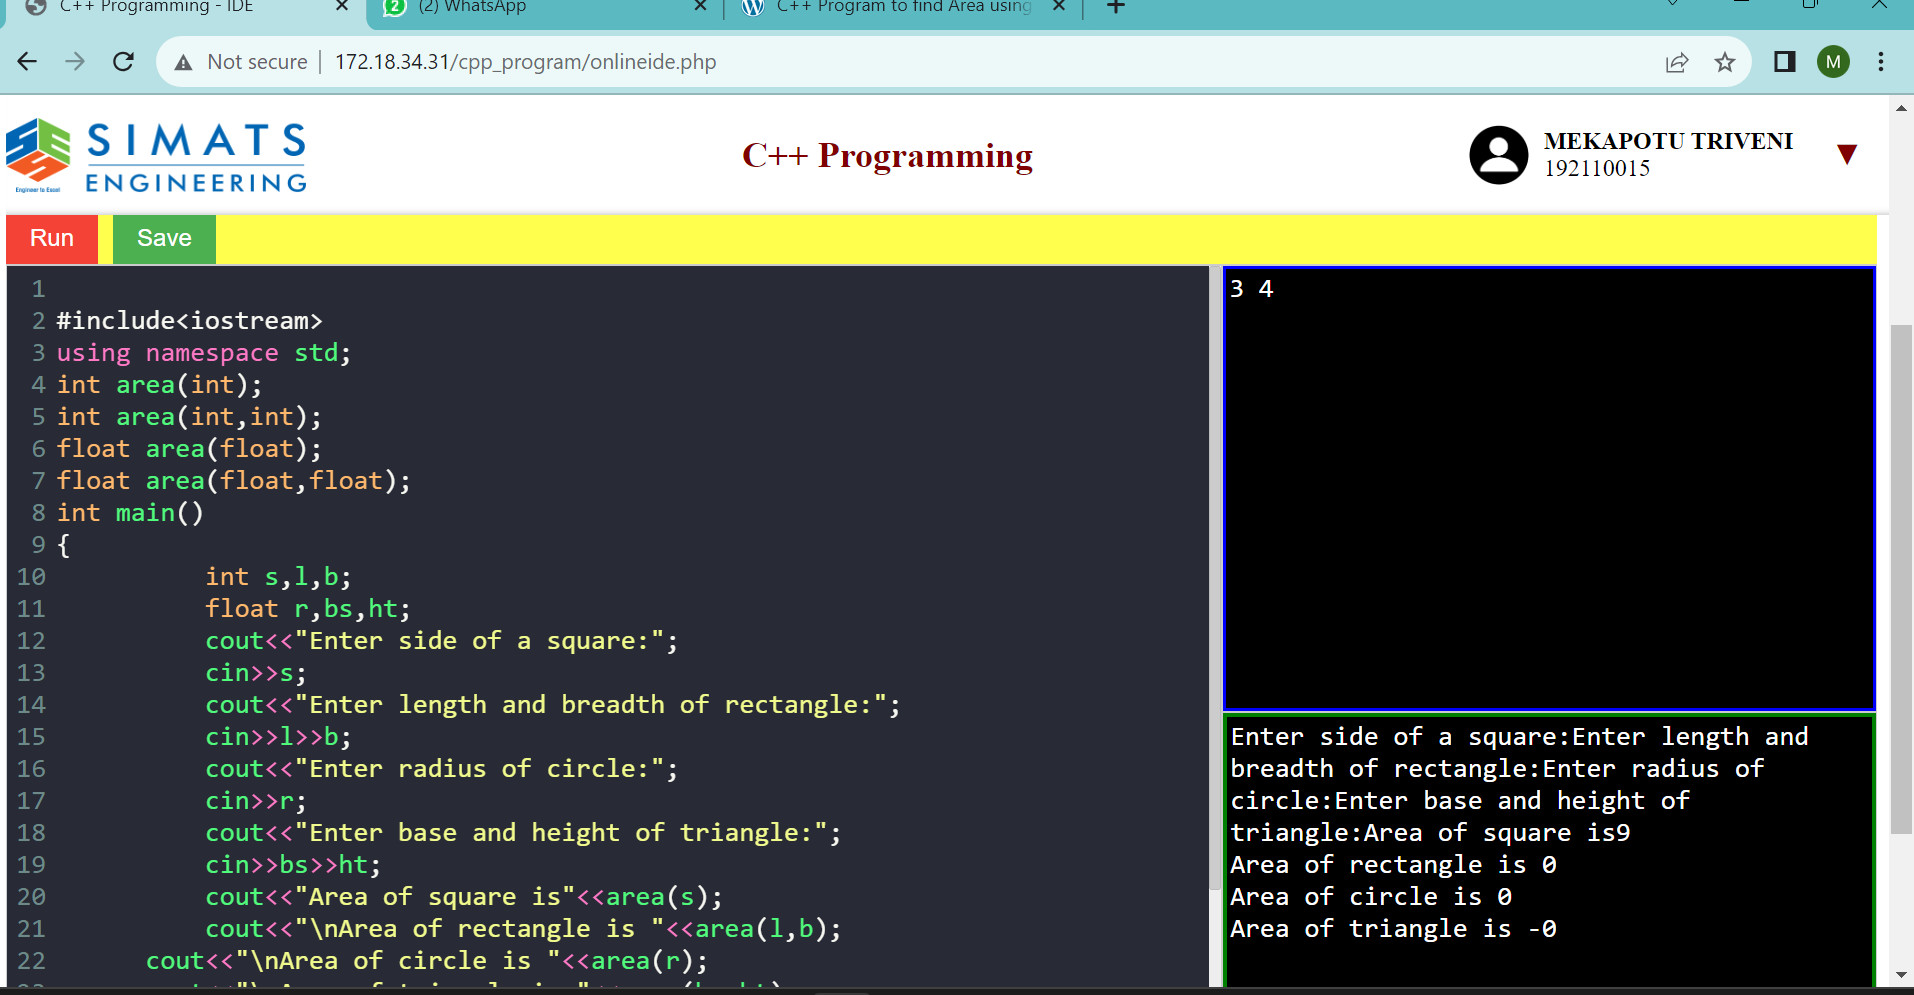 C++ Programming - IDE
2 (2) WhatsApp
C++ Program to find Area using
Not secure 172.18.34.31/cpp_program/onlineide.php
M
SIMATS
ENGINEERING
Engineer to Excel
C++ Programming
MEKAPOTU TRIVENI
192110015
Run Save
1
2 #include<iostream>
3 using namespace std;
4 int area(int);
5 int area(int,int);
6 float area(float);
7 float area(float,float);
8 int main()
9 {
10 int s,l,b;
11 float r,bs,ht;
12 cout<<"Enter side of a square:";
13 cin>>s;
14 cout<<"Enter length and breadth of rectangle:";
15 cin>>l>>b;
16 cout<<"Enter radius of circle:";
17 cin>>r;
18 cout<<"Enter base and height of triangle:";
19 cin>>bs>>ht;
20 cout<<"Area of square is"<<area(s);
21 cout<<"\nArea of rectangle is "<<area(l,b);
22 cout<<"\nArea of circle is "<<area(r);
3 4
Enter side of a square:Enter length and
breadth of rectangle:Enter radius of
circle:Enter base and height of
triangle:Area of square is9
Area of rectangle is 0
Area of circle is 0
Area of triangle is -0